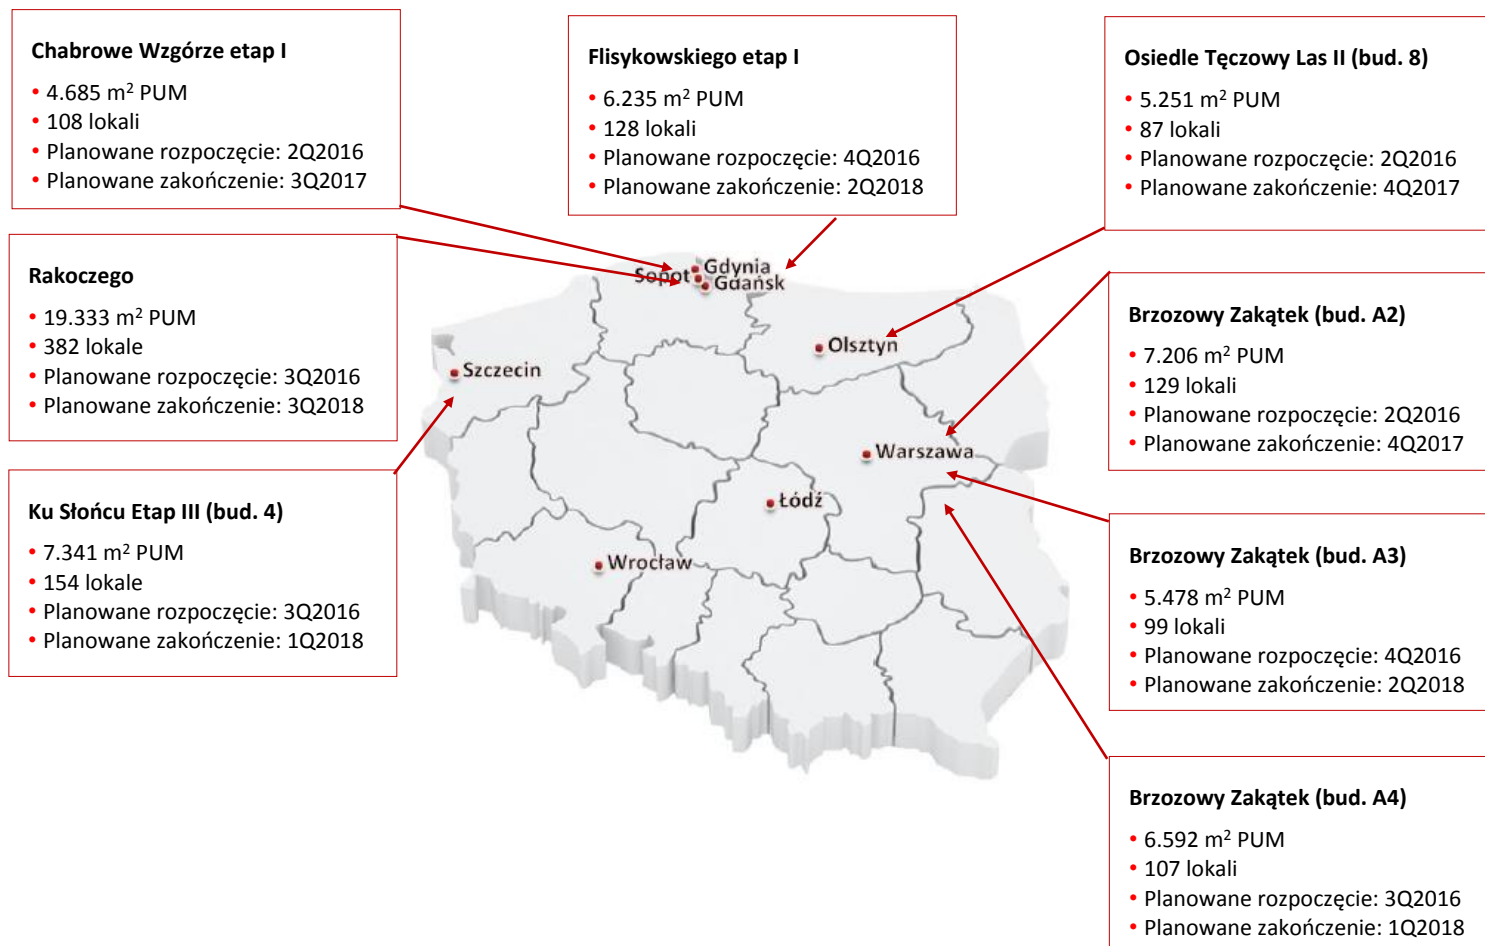 Chabrowe Wzgórze etap I
• 4.685 m² PUM
• 108 lokali
• Planowane rozpoczęcie: 2Q2016
• Planowane zakończenie: 3Q2017
Flisykowskiego etap I
• 6.235 m² PUM
• 128 lokali
• Planowane rozpoczęcie: 4Q2016
• Planowane zakończenie: 2Q2018
Osiedle Tęczowy Las II (bud. 8)
• 5.251 m² PUM
• 87 lokali
• Planowane rozpoczęcie: 2Q2016
• Planowane zakończenie: 4Q2017
Rakoczego
• 19.333 m² PUM
• 382 lokale
• Planowane rozpoczęcie: 3Q2016
• Planowane zakończenie: 3Q2018
Gdynia
Sopot
Gdańsk
Olsztyn
Szczecin
Warszawa
Łódź
Wrocław
Brzozowy Zakątek (bud. A2)
• 7.206 m² PUM
• 129 lokali
• Planowane rozpoczęcie: 2Q2016
• Planowane zakończenie: 4Q2017
Ku Słońcu Etap III (bud. 4)
• 7.341 m² PUM
• 154 lokale
• Planowane rozpoczęcie: 3Q2016
• Planowane zakończenie: 1Q2018
Brzozowy Zakątek (bud. A3)
• 5.478 m² PUM
• 99 lokali
• Planowane rozpoczęcie: 4Q2016
• Planowane zakończenie: 2Q2018
Brzozowy Zakątek (bud. A4)
• 6.592 m² PUM
• 107 lokali
• Planowane rozpoczęcie: 3Q2016
• Planowane zakończenie: 1Q2018